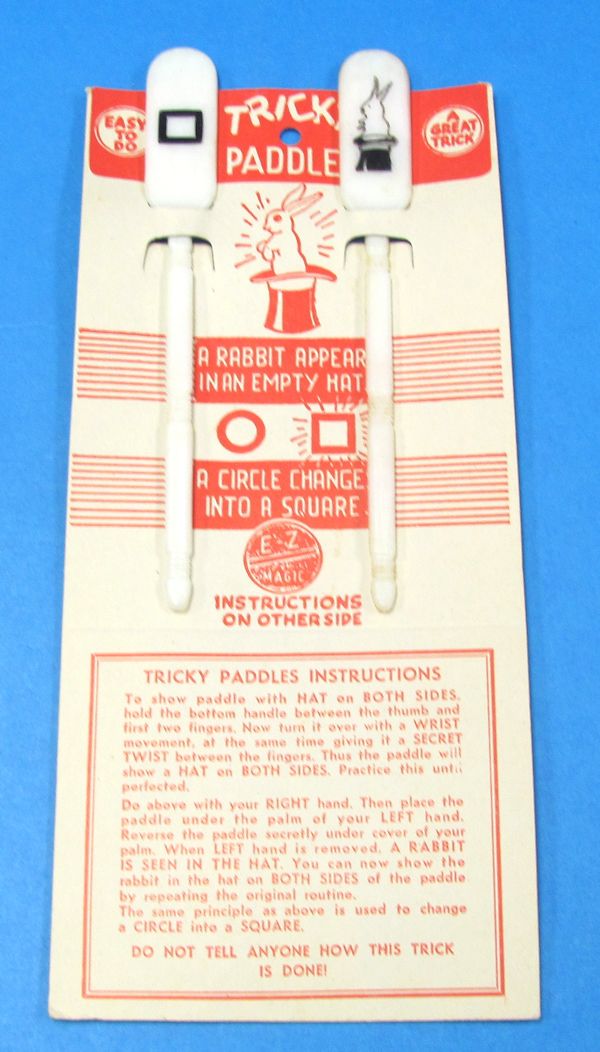 EASY
TO
DO
TRICKY
PADDLE
A
GREAT
TRICK
A RABBIT APPEAR
IN AN EMPTY HAT
A CIRCLE CHANGE
INTO A SQUARE.
E-Z
MAGIC
INSTRUCTIONS
ON OTHER SIDE
TRICKY PADDLES INSTRUCTIONS
To show paddle with HAT on BOTH SIDES.
hold the bottom handle between the thumb and
first two fingers. Now turn it over with a WRIST
movement, at the same time giving it a SECRET
TWIST between the fingers. Thus the paddle will
show a HAT on BOTH SIDES. Practice this until
perfected.
Do above with your RIGHT hand. Then place the
paddle under the palm of your LEFT hand.
Reverse the paddle secretly under cover of your
palm. When LEFT hand is removed. A RABBIT
IS SEEN IN THE HAT. You can now show the
rabbit in the hat on BOTH SIDES of the paddle
by repeating the original routine.
The same principle as above is used to change
a CIRCLE into a SQUARE.
DO NOT TELL ANYONE HOW THIS TRICK
IS DONE!